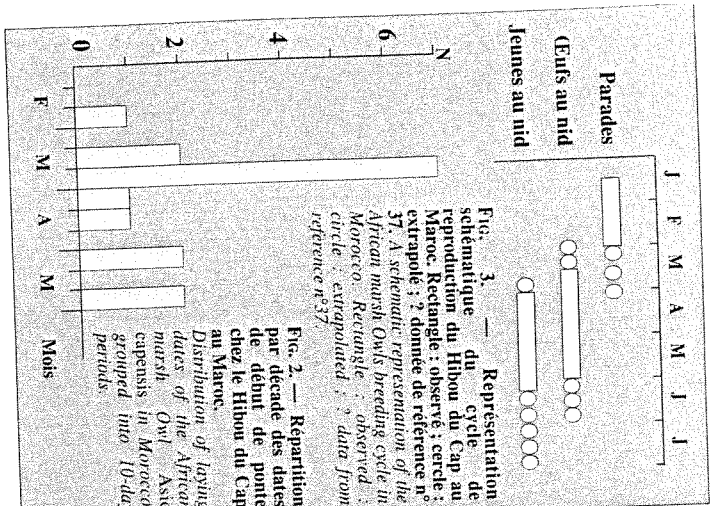 J F M A M J J
Parades
Œufs au nid
Jeunes au nid
FIG. 3. — Représentation
schématique du cycle de
reproduction du Hibou du Cap au
Maroc. Rectangle : observé ; cercle :
extrapolé ; ? donnée de référence n°
37. A schematic representation of the
African marsh Owls breeding cycle in
Morocco. Rectangle : observed ;
circle : extrapolated ; ? data from
reference n°37.
N
6
4
2
0
F M A M Mois
FIG. 2. — Répartition
par décade des dates
de début de ponte
chez le Hibou du Cap
au Maroc.
Distribution of laying
dates of the African
marsh Owl Asio
capensis in Morocco
grouped into 10-day
periods.